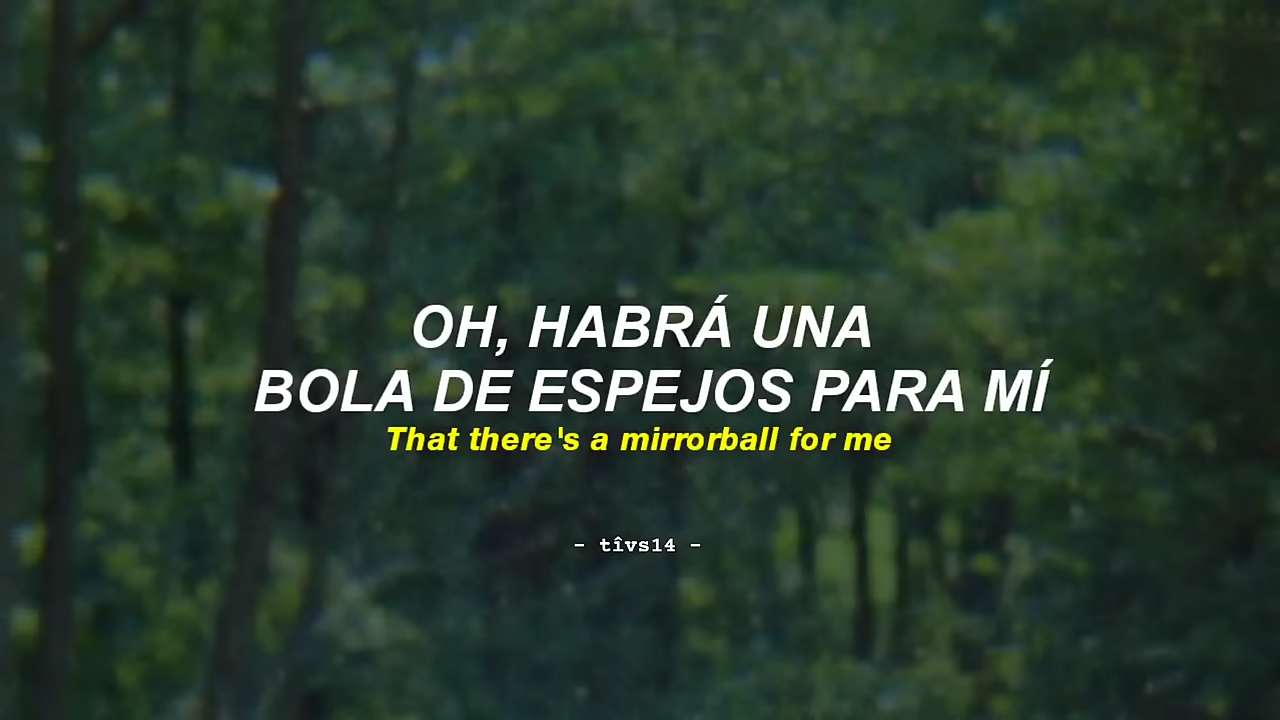 OH, HABRÁ UNA
BOLA DE ESPEJOS PARA MÍ
That there's a mirrorball for me
- tîvs14 -